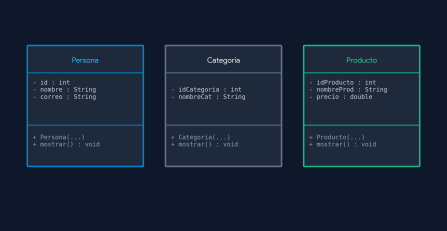 Persona
- id : int
- nombre : String
- correo : String
+ Persona(...)
+ mostrar() : void
Categoria
- idCategoria : int
- nombreCat : String
+ Categoria(...)
+ mostrar() : void
Producto
- idProducto : int
- nombreProd : String
- precio : double
+ Producto(...)
+ mostrar() : void